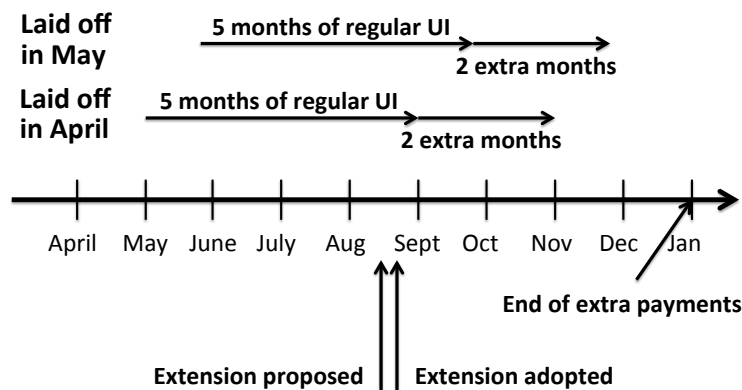 Laid off
in May
5 months of regular UI
2 extra months
Laid off
in April
5 months of regular UI
2 extra months
April May June July Aug Sept Oct Nov Dec Jan
End of extra payments
Extension proposed Extension adopted